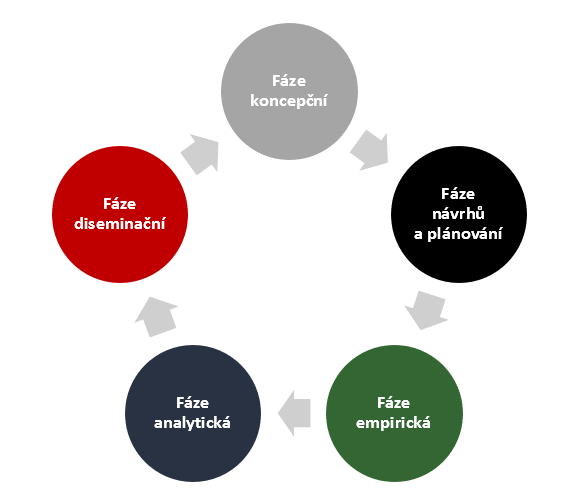 Fáze
koncepční
Fáze
návrhů
a plánování
Fáze
empirická
Fáze
analytická
Fáze
diseminační